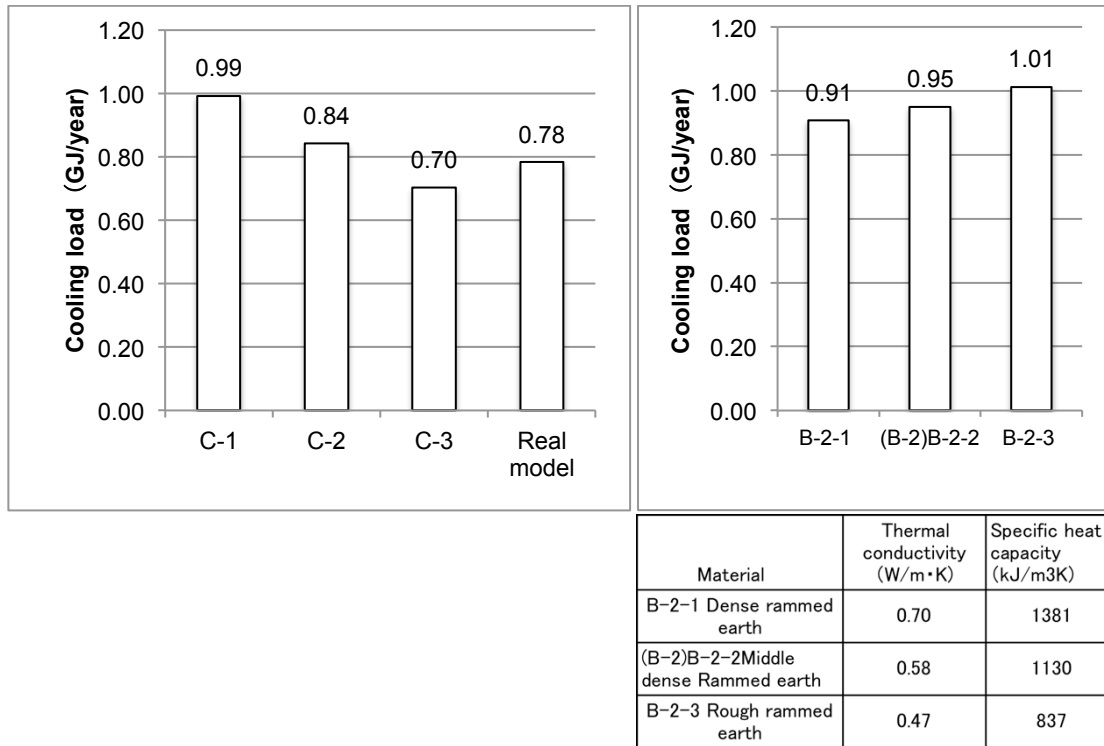 1.20
1.00
0.80
0.60
0.40
0.20
0.00
Cooling load（GJ/year)
0.99
0.84
0.70
0.78
C-1
C-2
C-3
Real
model
1.20
1.00
0.80
0.60
0.40
0.20
0.00
Cooling load（GJ/year)
0.91
0.95
1.01
B-2-1
(B-2)B-2-2
B-2-3
Material
Thermal
conductivity
(W/m・K)
Specific heat
capacity
(kJ/m3K)
B-2-1 Dense rammed
earth
0.70
1381
(B-2)B-2-2Middle
dense Rammed earth
0.58
1130
B-2-3 Rough rammed
earth
0.47
837